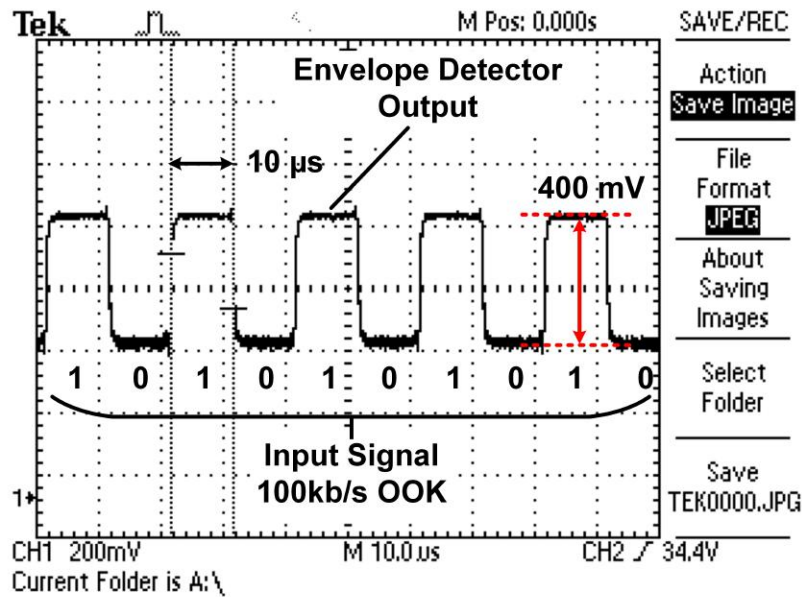 Tek
M Pos: 0.000s
SAVE/REC
Envelope Detector
Output
10 µs
400 mV
1 0 1 0 1 0 1 0 1 0
Input Signal
100kb/s OOK
1
Action
Save Image
File
Format
JPEG
About
Saving
Images
Select
Folder
Save
TEK0000.JPG
CH1 200mV
M 10.0us
CH2
34.4V
Current Folder is A:\